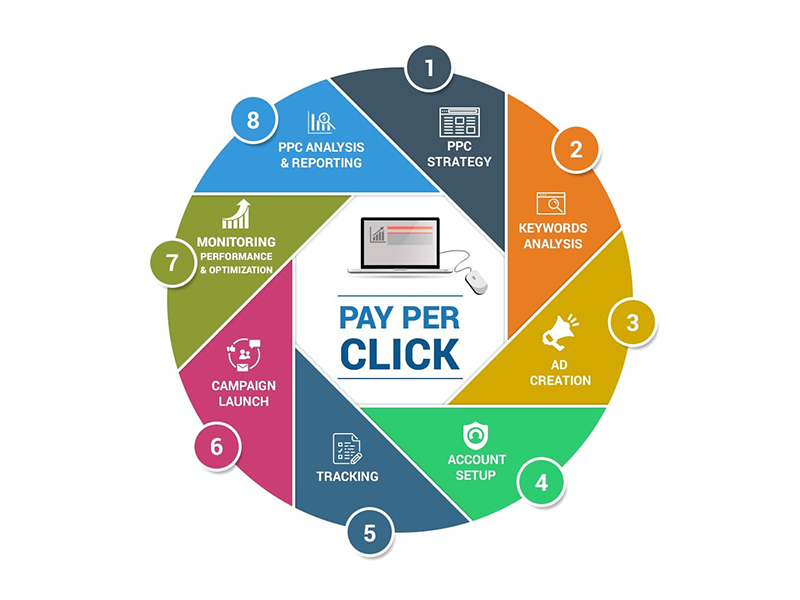 PAY PER
CLICK
1
PPC
STRATEGY
2
KEYWORDS
ANALYSIS
3
AD
CREATION
4
ACCOUNT
SETUP
5
TRACKING
6
CAMPAIGN
LAUNCH
7
MONITORING
PERFORMANCE
& OPTIMIZATION
8
PPC ANALYSIS
& REPORTING